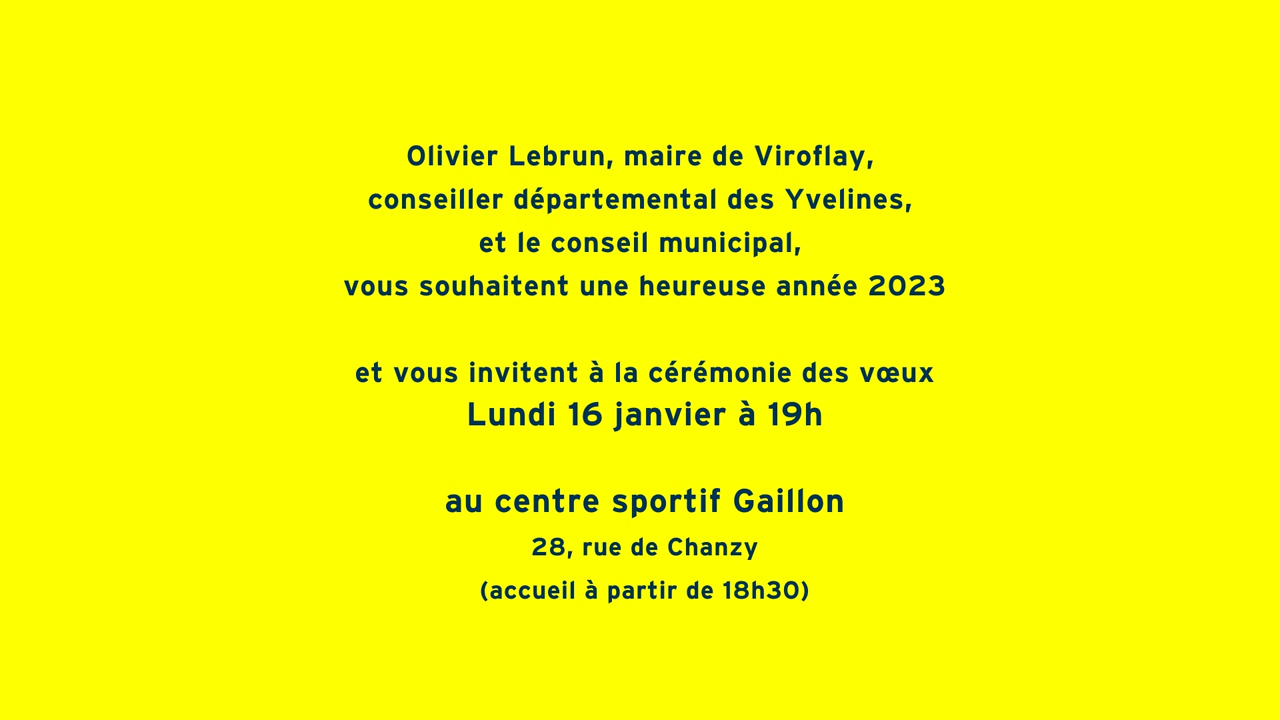 Olivier Lebrun, maire de Viroflay,
conseiller départemental des Yvelines,
et le conseil municipal,
vous souhaitent une heureuse année 2023
et vous invitent à la cérémonie des vœux
Lundi 16 janvier à 19h
au centre sportif Gaillon
28, rue de Chanzy
(accueil à partir de 18h30)